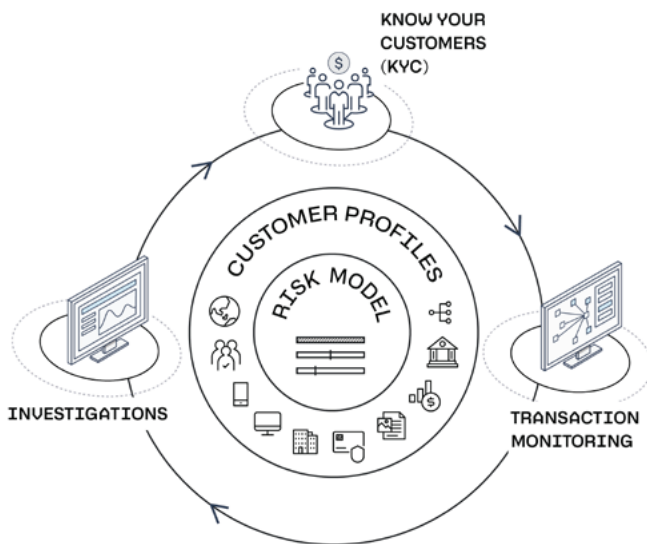 KNOW YOUR
CUSTOMERS
(KYC)
$
CUSTOMER PROFILES
RISK MODEL
$
INVESTIGATIONS
TRANSACTION
MONITORING